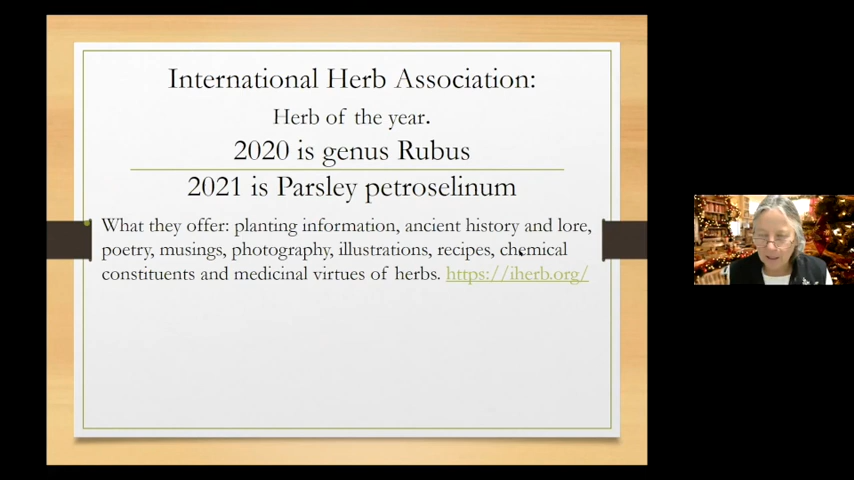 International Herb Association:
Herb of the year.
2020 is genus Rubus
2021 is Parsley petroselinum
What they offer: planting information, ancient history and lore,
poetry, musings, photography, illustrations, recipes, chemical
constituents and medicinal virtues of herbs. https://iherb.org/